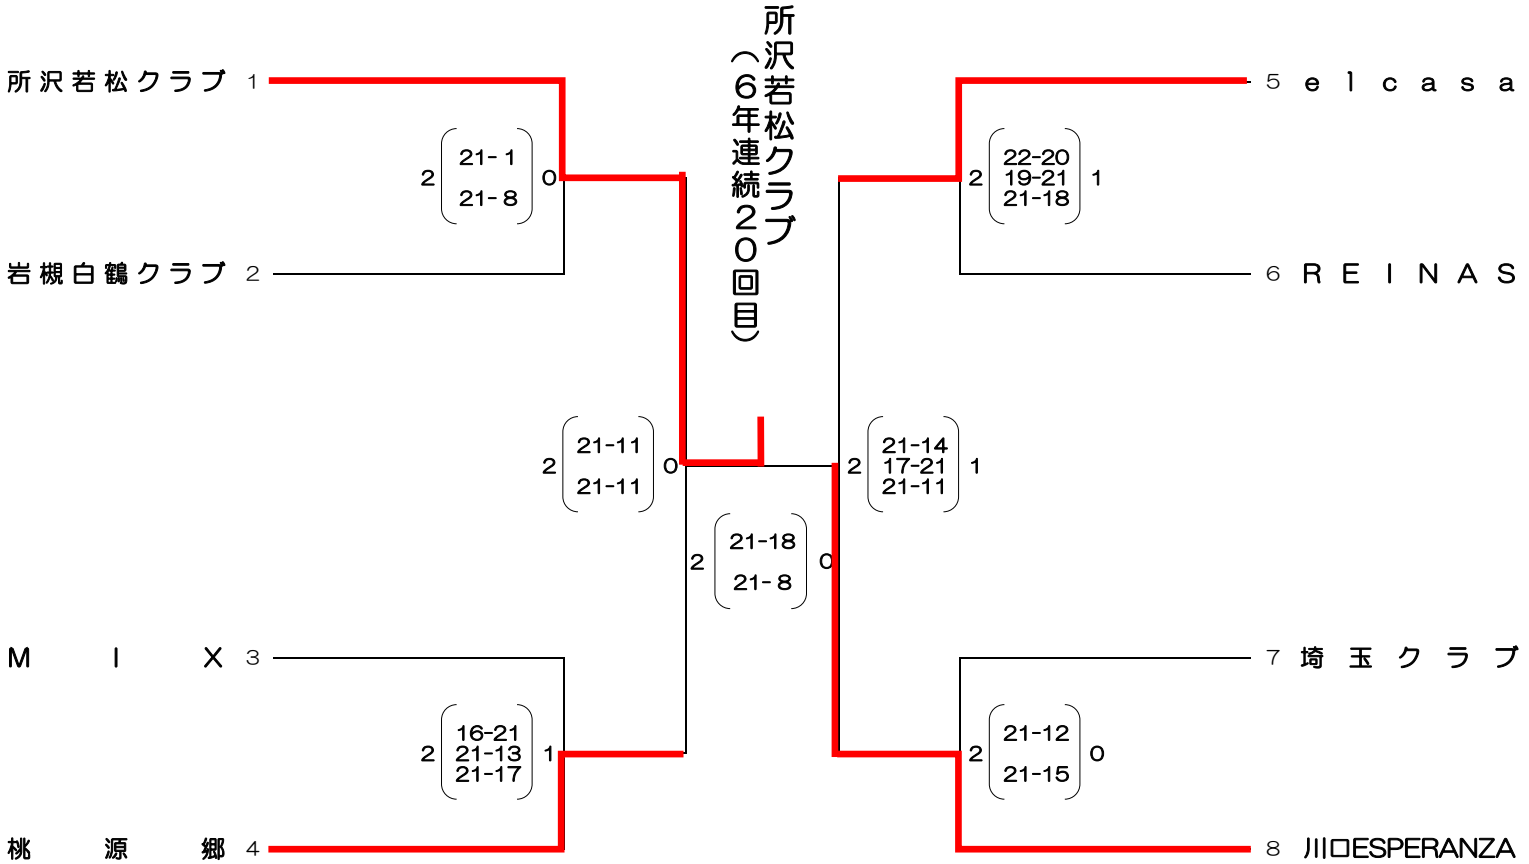 所沢若松クラブ
（6年連続20回目）
所沢若松クラブ 1
2 21-1 0
21-8
岩槻白鶴クラブ 2
5 elcasa
22-20
2 19-21 1
21-18
6 REINAS
21-11
2 0
21-11
21-14
2 17-21 1
21-11
21-18
2 0
21-8
MIX 3
16-21
2 21-13 1
21-17
桃源郷 4
7 埼玉クラブ
21-12
2 0
21-15
8 川口ESPERANZA